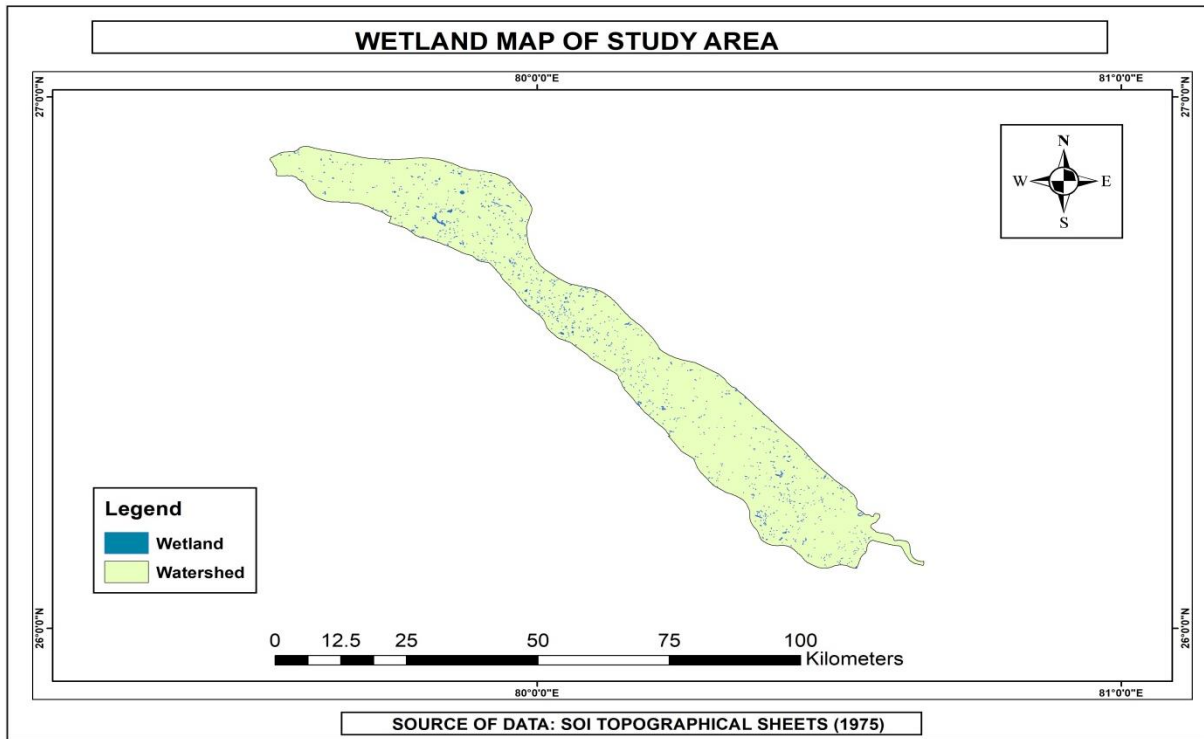 WETLAND MAP OF STUDY AREA
80°0'0"E
81°0'0"E
27°0'0"N
27°0'0"N
N
W
E
S
Legend
Wetland
Watershed
0 12.5 25 50 75 100
Kilometers
26°0'0"N
26°0'0"N
80°0'0"E
81°0'0"E
SOURCE OF DATA: SOI TOPOGRAPHICAL SHEETS (1975)